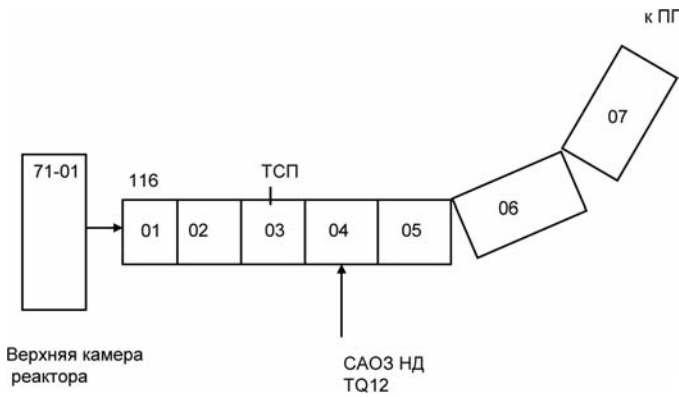 к ПГ
07
71-01
116
ТСП
01 02 03 04 05
06
Верхняя камера
реактора
САОЗ НД
TQ12